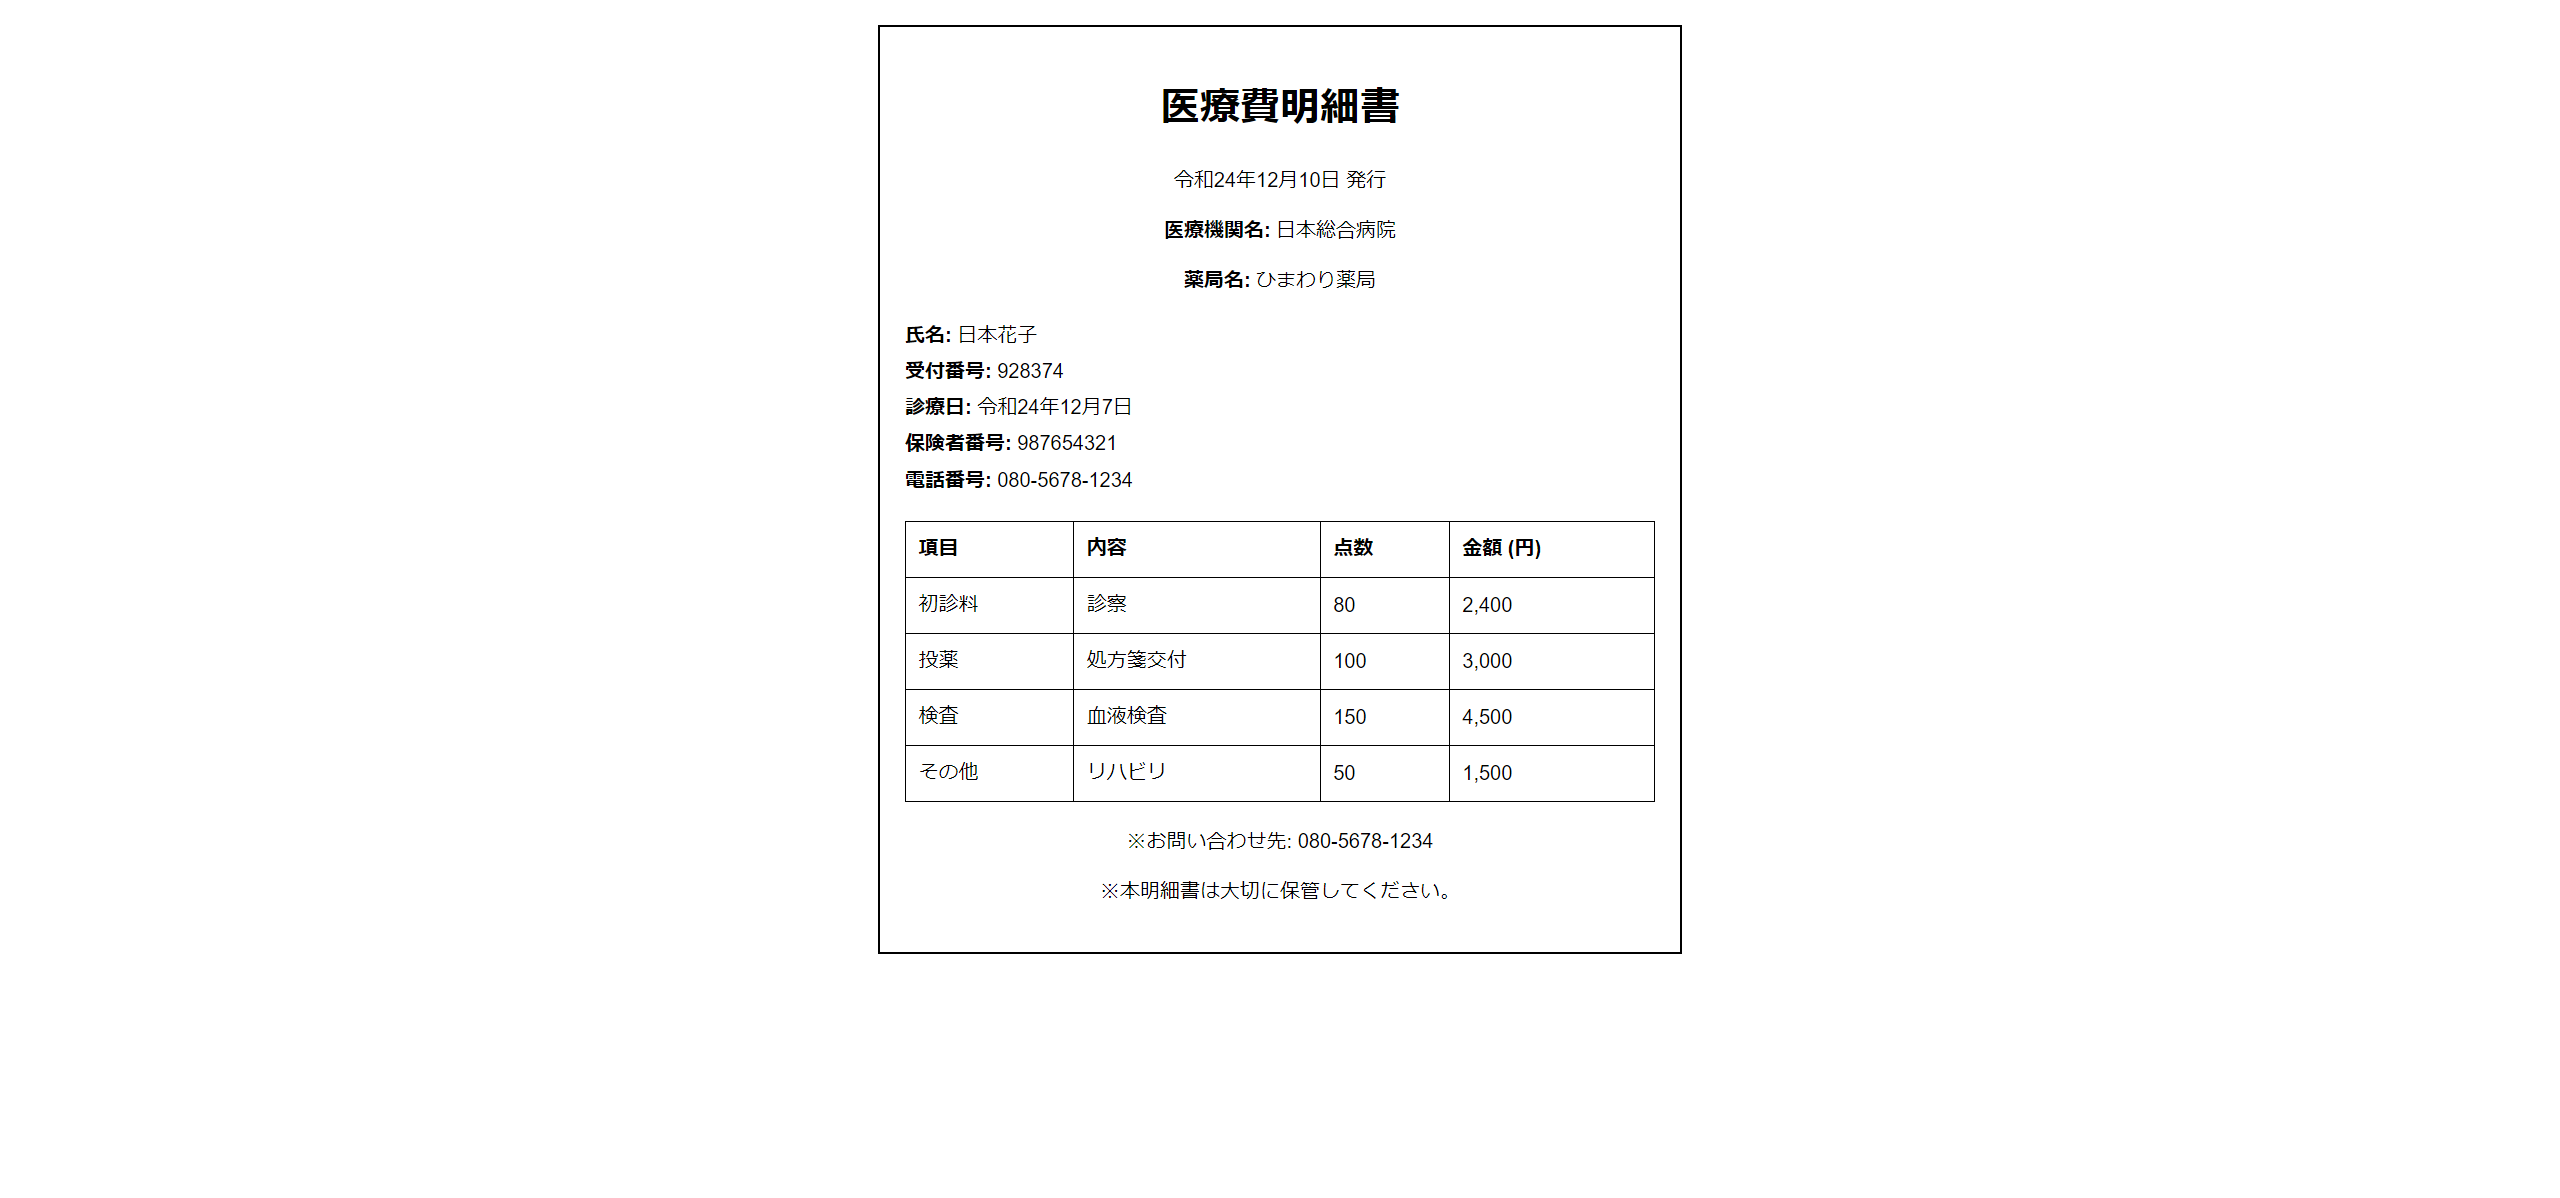 医療費明細書
令和24年12月10日 発行
医療機関名: 日本総合病院
薬局名: ひまわり薬局
氏名: 日本花子
受付番号: 928374
診療日: 令和24年12月7日
保険者番号: 987654321
電話番号: 080-5678-1234
項目 内容 点数 金額 (円)
初診料 診察 80 2,400
投薬 処方箋交付 100 3,000
検査 血液検査 150 4,500
その他 リハビリ 50 1,500
※お問い合わせ先: 080-5678-1234
※本明細書は大切に保管してください。